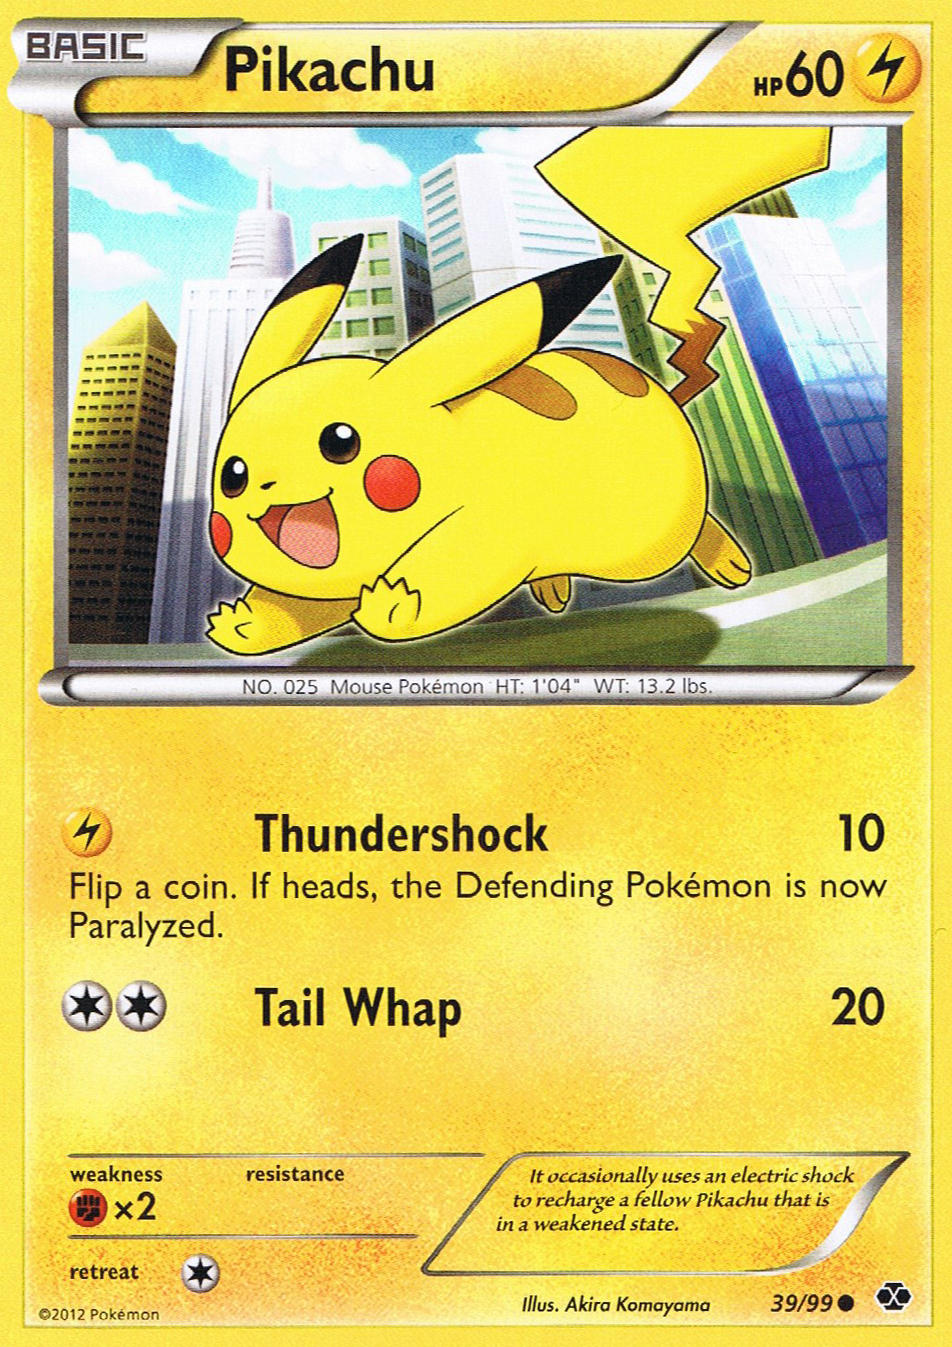 BASIC
Pikachu
HP60
NO. 025 Mouse Pokémon HT: 1'04" WT: 13.2 lbs.
Thundershock 10
Flip a coin. If heads, the Defending Pokémon is now
Paralyzed.
Tail Whap 20
weakness resistance
×2
retreat
It occasionally uses an electric shock
to recharge a fellow Pikachu that is
in a weakened state.
©2012 Pokémon
Illus. Akira Komayama
39/99